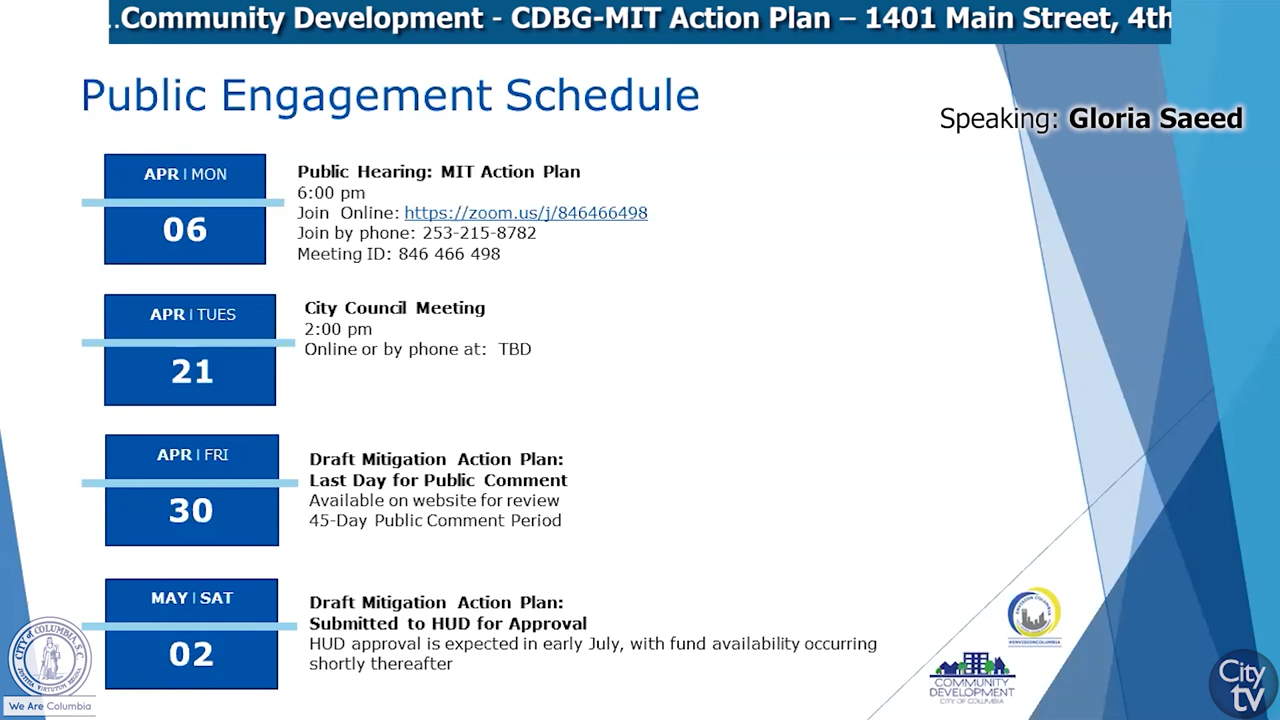 ..Community Development - CDBG-MIT Action Plan – 1401 Main Street, 4th
Public Engagement Schedule
Speaking: Gloria Saeed
APR | MON
06
Public Hearing: MIT Action Plan
6:00 pm
Join Online: https://zoom.us/j/846466498
Join by phone: 253-215-8782
Meeting ID: 846 466 498
APR | TUES
21
City Council Meeting
2:00 pm
Online or by phone at: TBD
APR | FRI
30
Draft Mitigation Action Plan:
Last Day for Public Comment
Available on website for review
45-Day Public Comment Period
MAY | SAT
02
Draft Mitigation Action Plan:
Submitted to HUD for Approval
HUD approval is expected in early July, with fund availability occurring
shortly thereafter
CITY OF COLUMBIA S.C.
We Are Columbia
ENVISION COLUMBIA
#ENVISIONCOLUMBIA
COMMUNITY
DEVELOPMENT
CITY OF COLUMBIA
City
tv